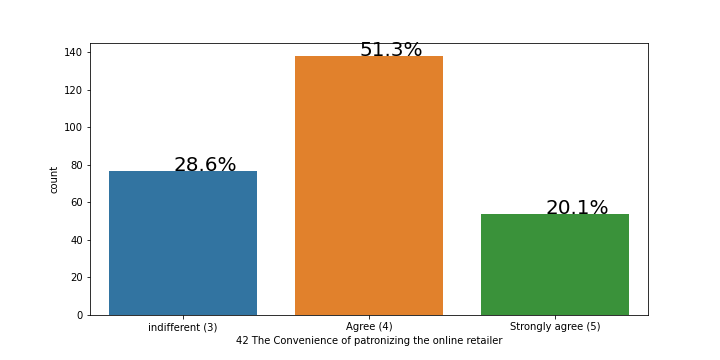 51.3%
140
120
100
28.6%
80
count
20.1%
60
40
20
0
indifferent (3)
Agree (4)
Strongly agree (5)
42 The Convenience of patronizing the online retailer